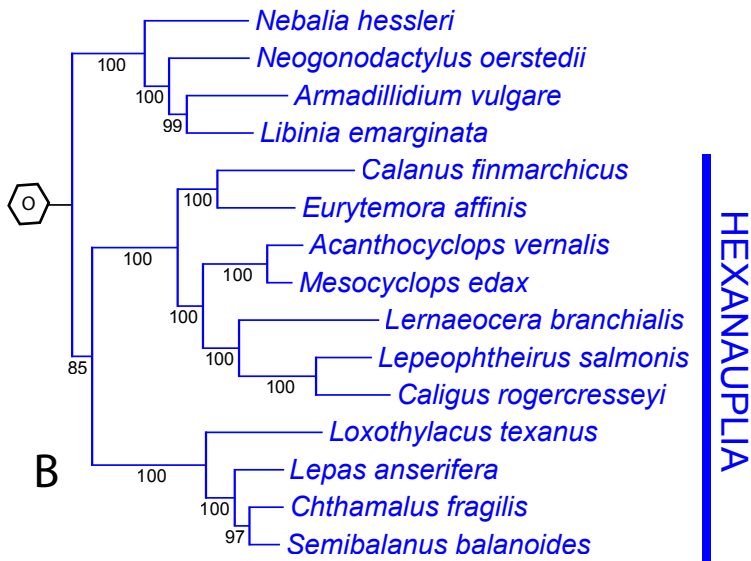 Nebalia hessleri
100
Neogonodactylus oerstedii
100
Armadillidium vulgare
99
Libinia emarginata
Calanus finmarchicus
100
Eurytemora affinis
O
100
Acanthocyclops vernalis
100
Mesocyclops edax
100
Lernaeocera branchialis
100
Lepeophtheirus salmonis
100
Caligus rogercresseyi
85
HEXANAUPLIA
Loxothylacus texanus
B
100
Lepas anserifera
100
Chthamalus fragilis
97
Semibalanus balanoides